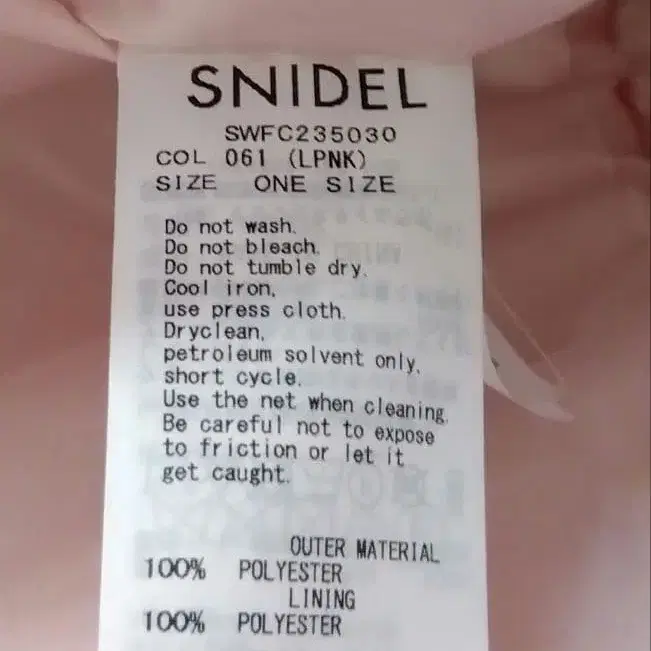 SNIDEL
SWFC235030
COL 061 (LPNK)
SIZE ONE SIZE
Do not wash.
Do not bleach.
Do not tumble dry.
Cool iron,
use press cloth.
Dryclean,
petroleum solvent only,
short cycle.
Use the net when cleaning.
Be careful not to expose
to friction or let it
get caught.
OUTER MATERIAL
100% POLYESTER
LINING
100% POLYESTER